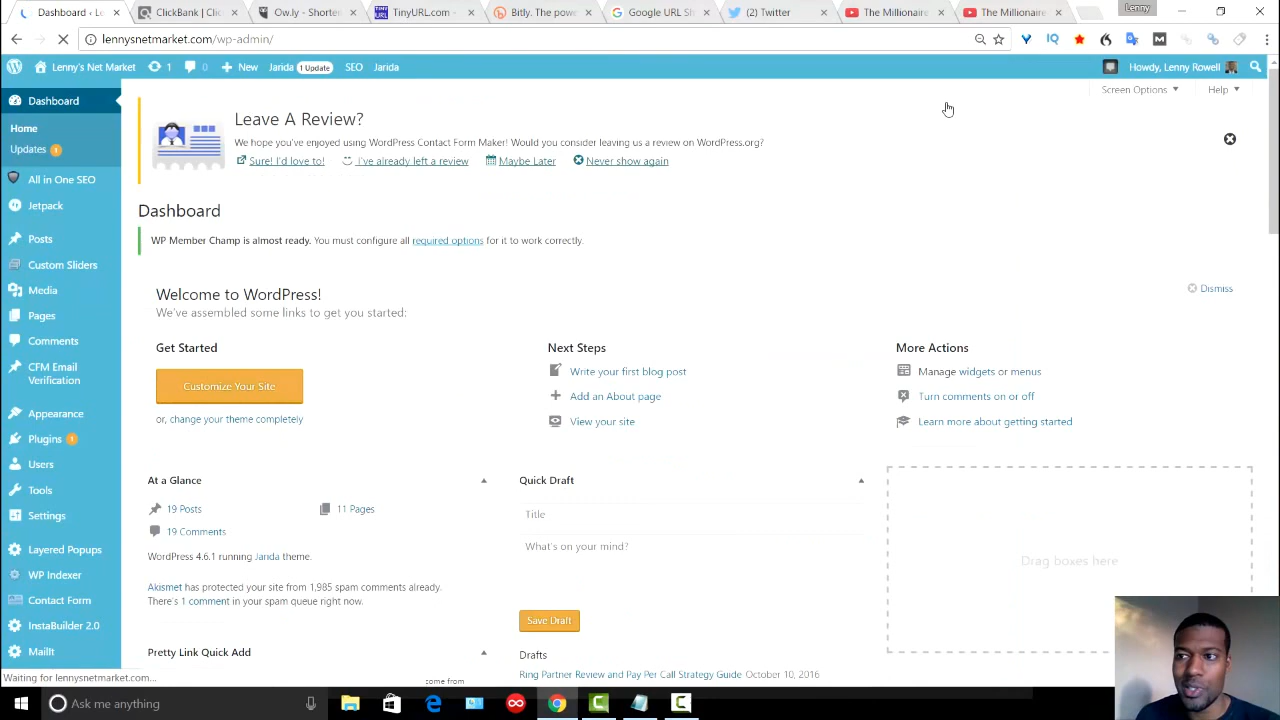 Dashboard ‹ Lenny's Ne
ClickBank | Click
Ow.ly - Shorten
URL TinyURL.com -
Bitly. The power
Google URL Sh
Twitter
The Millionaire
The Millionaire
Lenny
lennysnetmarket.com/wp-admin/
Lenny's Net Market 1 0 + New Jarida 1 Update SEO Jarida
Howdy, Lenny Rowell
Screen Options Help
Dashboard
Home
Updates 1
All in One SEO
Jetpack
Posts
Custom Sliders
Media
Pages
Comments
CFM Email
Verification
Appearance
Plugins 1
Users
Tools
Settings
Layered Popups
WP Indexer
Contact Form
InstaBuilder 2.0
MailIt
Leave A Review?
We hope you've enjoyed using WordPress Contact Form Maker! Would you consider leaving us a review on WordPress.org?
Sure! I'd love to! I've already left a review Maybe Later Never show again
Dashboard
WP Member Champ is almost ready. You must configure all required options for it to work correctly.
Welcome to WordPress!
We've assembled some links to get you started:
Dismiss
Get Started
Customize Your Site
or, change your theme completely
Next Steps
Write your first blog post
Add an About page
View your site
More Actions
Manage widgets or menus
Turn comments on or off
Learn more about getting started
At a Glance
19 Posts 11 Pages
19 Comments
WordPress 4.6.1 running Jarida theme.
Akismet has protected your site from 1,985 spam comments already.
There's 1 comment in your spam queue right now.
Pretty Link Quick Add
Quick Draft
Title
What's on your mind?
Save Draft
Drafts
Ring Partner Review and Pay Per Call Strategy Guide October 10, 2016
Drag boxes here
come from
Waiting for lennysnetmarket.com...
Ask me anything